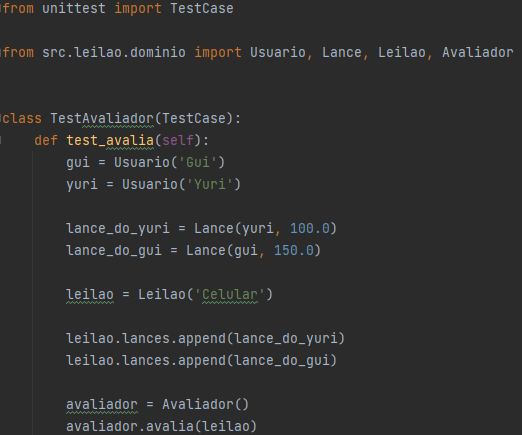 from unittest import TestCase
from src.leilao.dominio import Usuario, Lance, Leilao, Avaliador
class TestAvaliador(TestCase):
def test_avalia(self):
gui = Usuario('Gui')
yuri = Usuario('Yuri')
lance_do_yuri = Lance(yuri, 100.0)
lance_do_gui = Lance(gui, 150.0)
leilao = Leilao('Celular')
leilao.lances.append(lance_do_yuri)
leilao.lances.append(lance_do_gui)
avaliador = Avaliador()
avaliador.avalia(leilao)